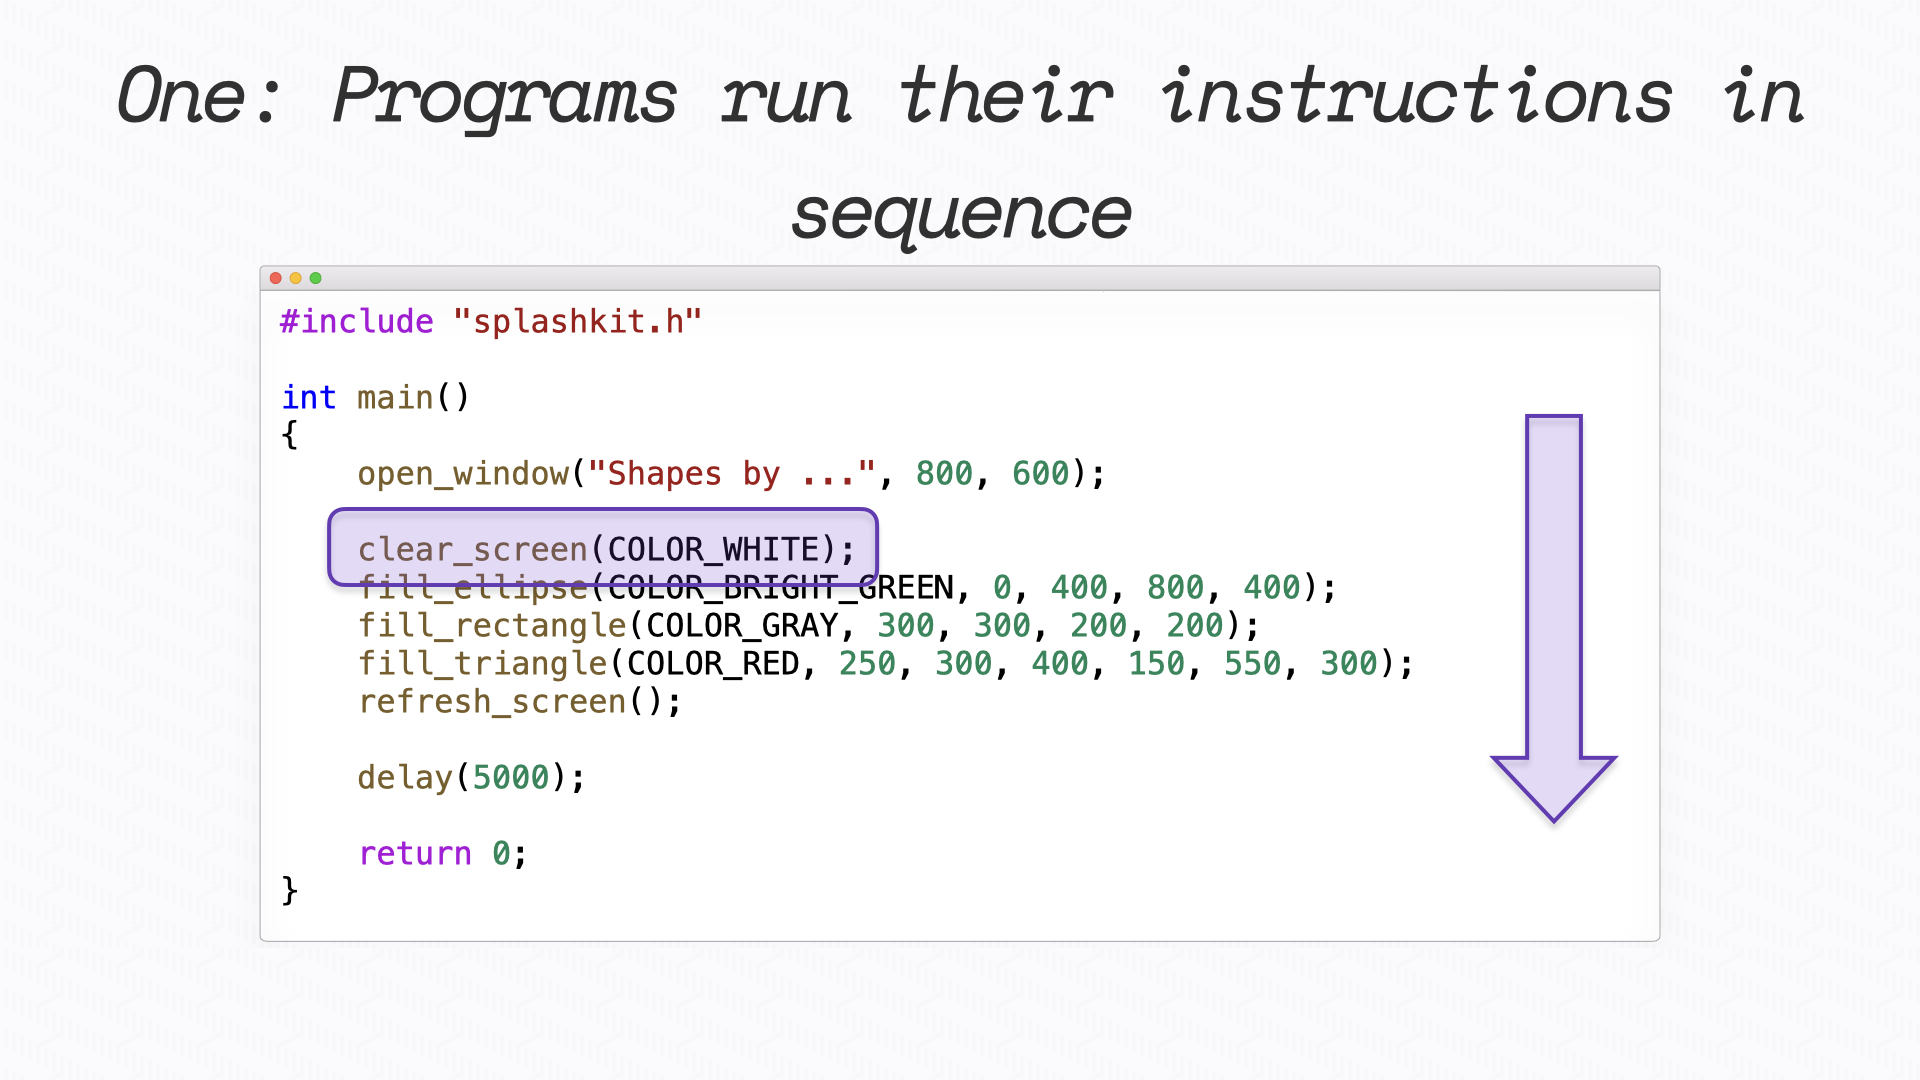 One: Programs run their instructions in
sequence
#include "splashkit.h"
int main()
{
open_window("Shapes by ...", 800, 600);
clear_screen(COLOR_WHITE);
fill_ellipse(COLOR_BRIGHT_GREEN, 0, 400, 800, 400);
fill_rectangle(COLOR_GRAY, 300, 300, 200, 200);
fill_triangle(COLOR_RED, 250, 300, 400, 150, 550, 300);
refresh_screen();
delay(5000);
return 0;
}